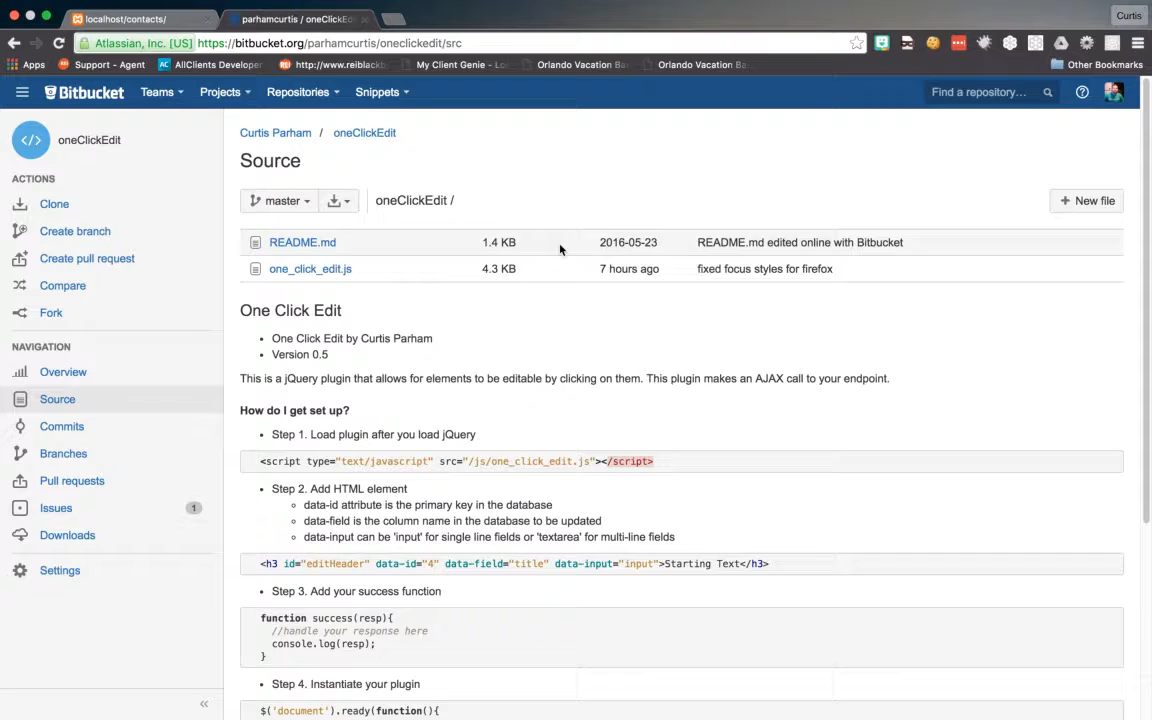 localhost/contacts/
parhamcurtis / oneClickEdit
Curtis
Atlassian, Inc. [US] https://bitbucket.org/parhamcurtis/oneclickedit/src
Apps Support - Agent AllClients Developer http://www.reiblackb My Client Genie - Lo Orlando Vacation Ba Orlando Vacation Ba Other Bookmarks
Bitbucket Teams Projects Repositories Snippets Find a repository...
oneClickEdit
ACTIONS
Clone
Create branch
Create pull request
Compare
Fork
NAVIGATION
Overview
Source
Commits
Branches
Pull requests
Issues 1
Downloads
Settings
Curtis Parham / oneClickEdit
Source
master oneClickEdit / + New file
README.md 1.4 KB 2016-05-23 README.md edited online with Bitbucket
one_click_edit.js 4.3 KB 7 hours ago fixed focus styles for firefox
One Click Edit
• One Click Edit by Curtis Parham
• Version 0.5
This is a jQuery plugin that allows for elements to be editable by clicking on them. This plugin makes an AJAX call to your endpoint.
How do I get set up?
• Step 1. Load plugin after you load jQuery
<script type="text/javascript" src="/js/one_click_edit.js"></script>
• Step 2. Add HTML element
data-id attribute is the primary key in the database
data-field is the column name in the database to be updated
data-input can be 'input' for single line fields or 'textarea' for multi-line fields
<h3 id="editHeader" data-id="4" data-field="title" data-input="input">Starting Text</h3>
• Step 3. Add your success function
function success(resp){
//handle your response here
console.log(resp);
}
• Step 4. Instantiate your plugin
$('document').ready(function(){